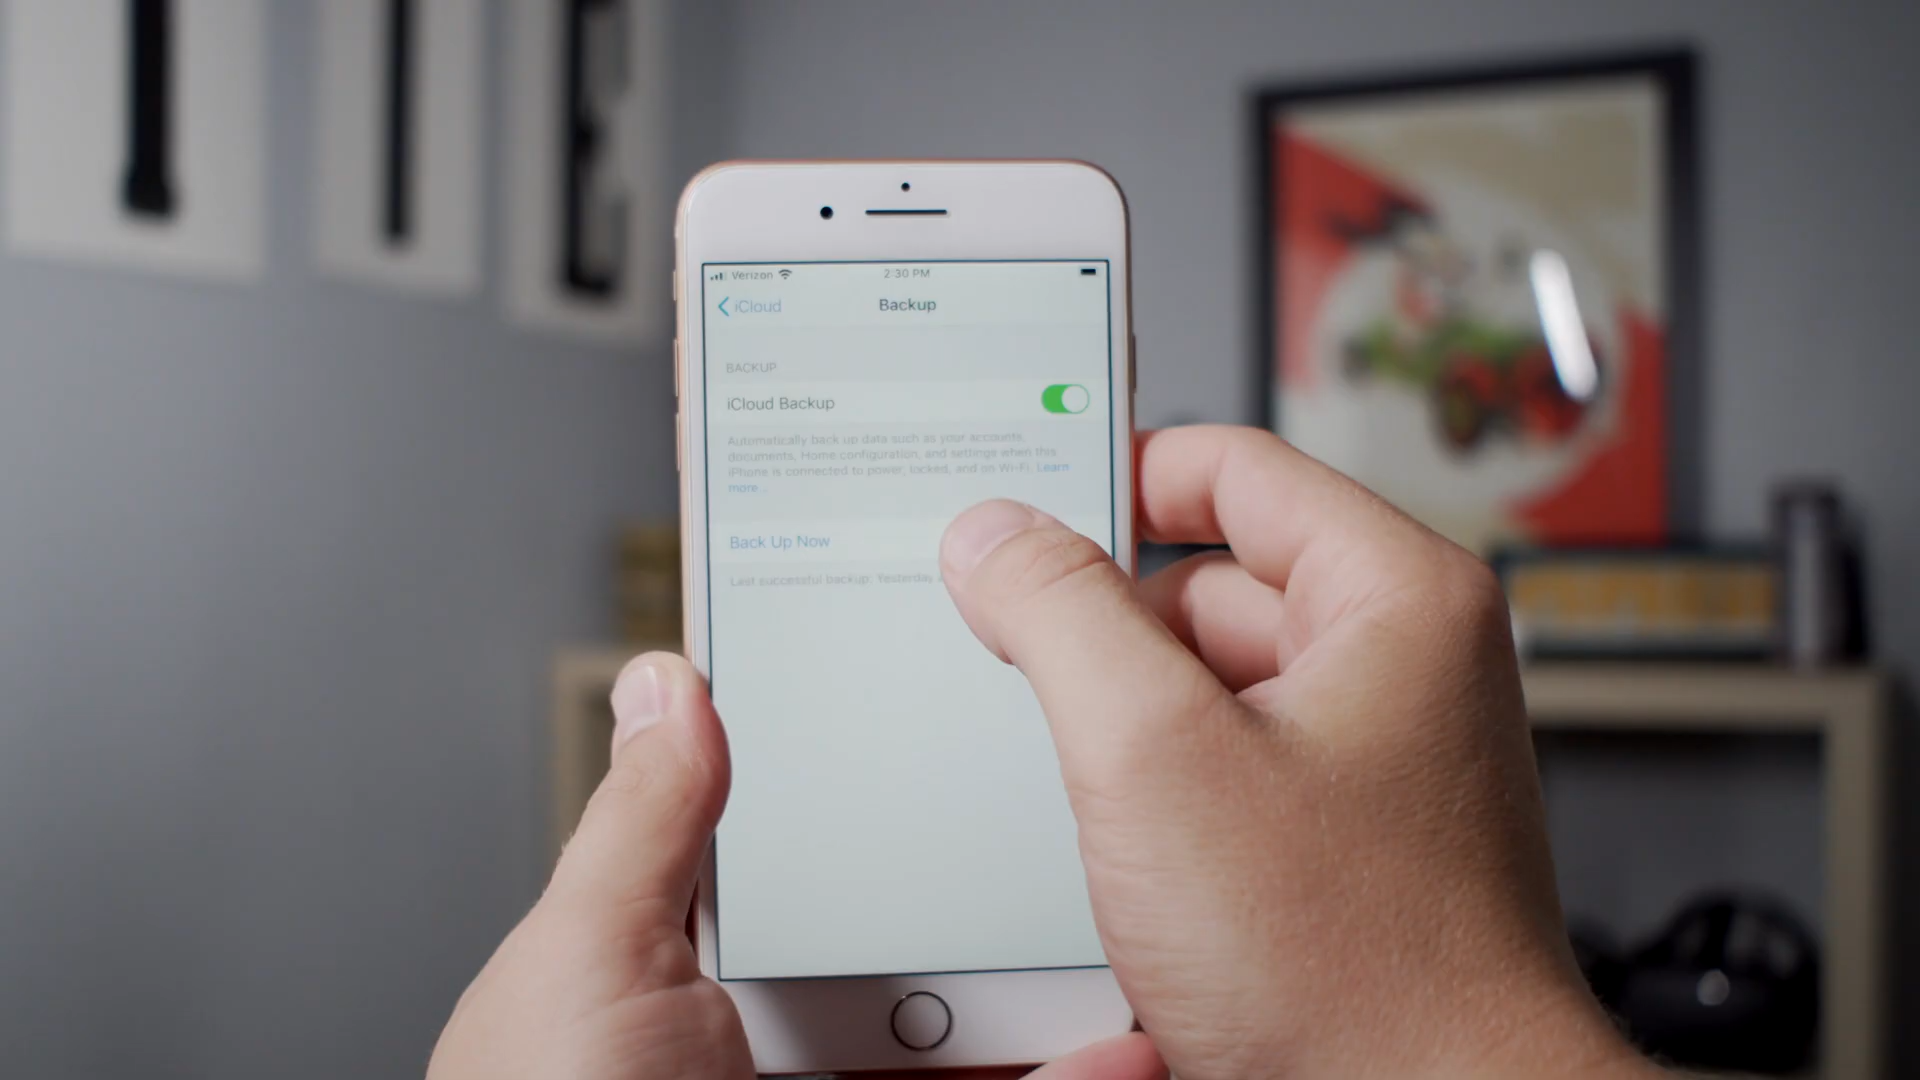 Verizon 2:30 PM
iCloud Backup
BACKUP
iCloud Backup
Automatically back up data such as your accounts,
documents, Home configuration, and settings when this
iPhone is connected to power, locked, and on Wi-Fi. Learn
more...
Back Up Now
Last successful backup: Yesterday